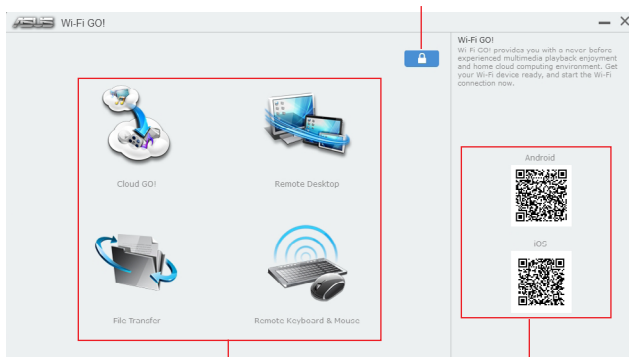 ASUS Wi-Fi GO!
Wi-Fi GO!
Wi-Fi GO! provides you with a never before
experienced multimedia playback enjoyment
and home cloud computing environment. Get
your Wi-Fi device ready, and start the Wi-Fi
connection now.
Cloud GO!
Remote Desktop
File Transfer
Remote Keyboard & Mouse
Android
iOS